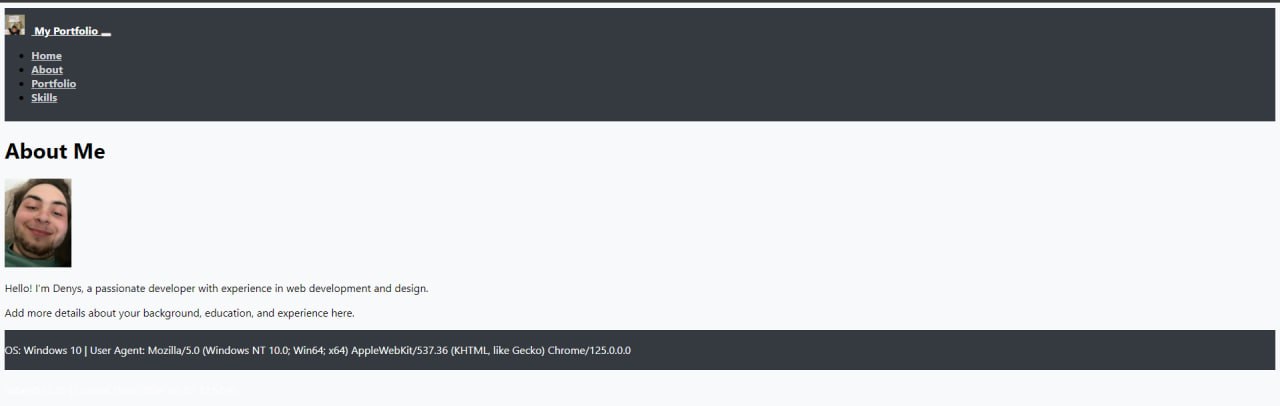 My Portfolio
Home
About
Portfolio
Skills
About Me
Hello! I'm Denys, a passionate developer with experience in web development and design.
Add more details about your background, education, and experience here.
OS: Windows 10 | User Agent: Mozilla/5.0 (Windows NT 10.0; Win64; x64) AppleWebKit/537.36 (KHTML, like Gecko) Chrome/125.0.0.0